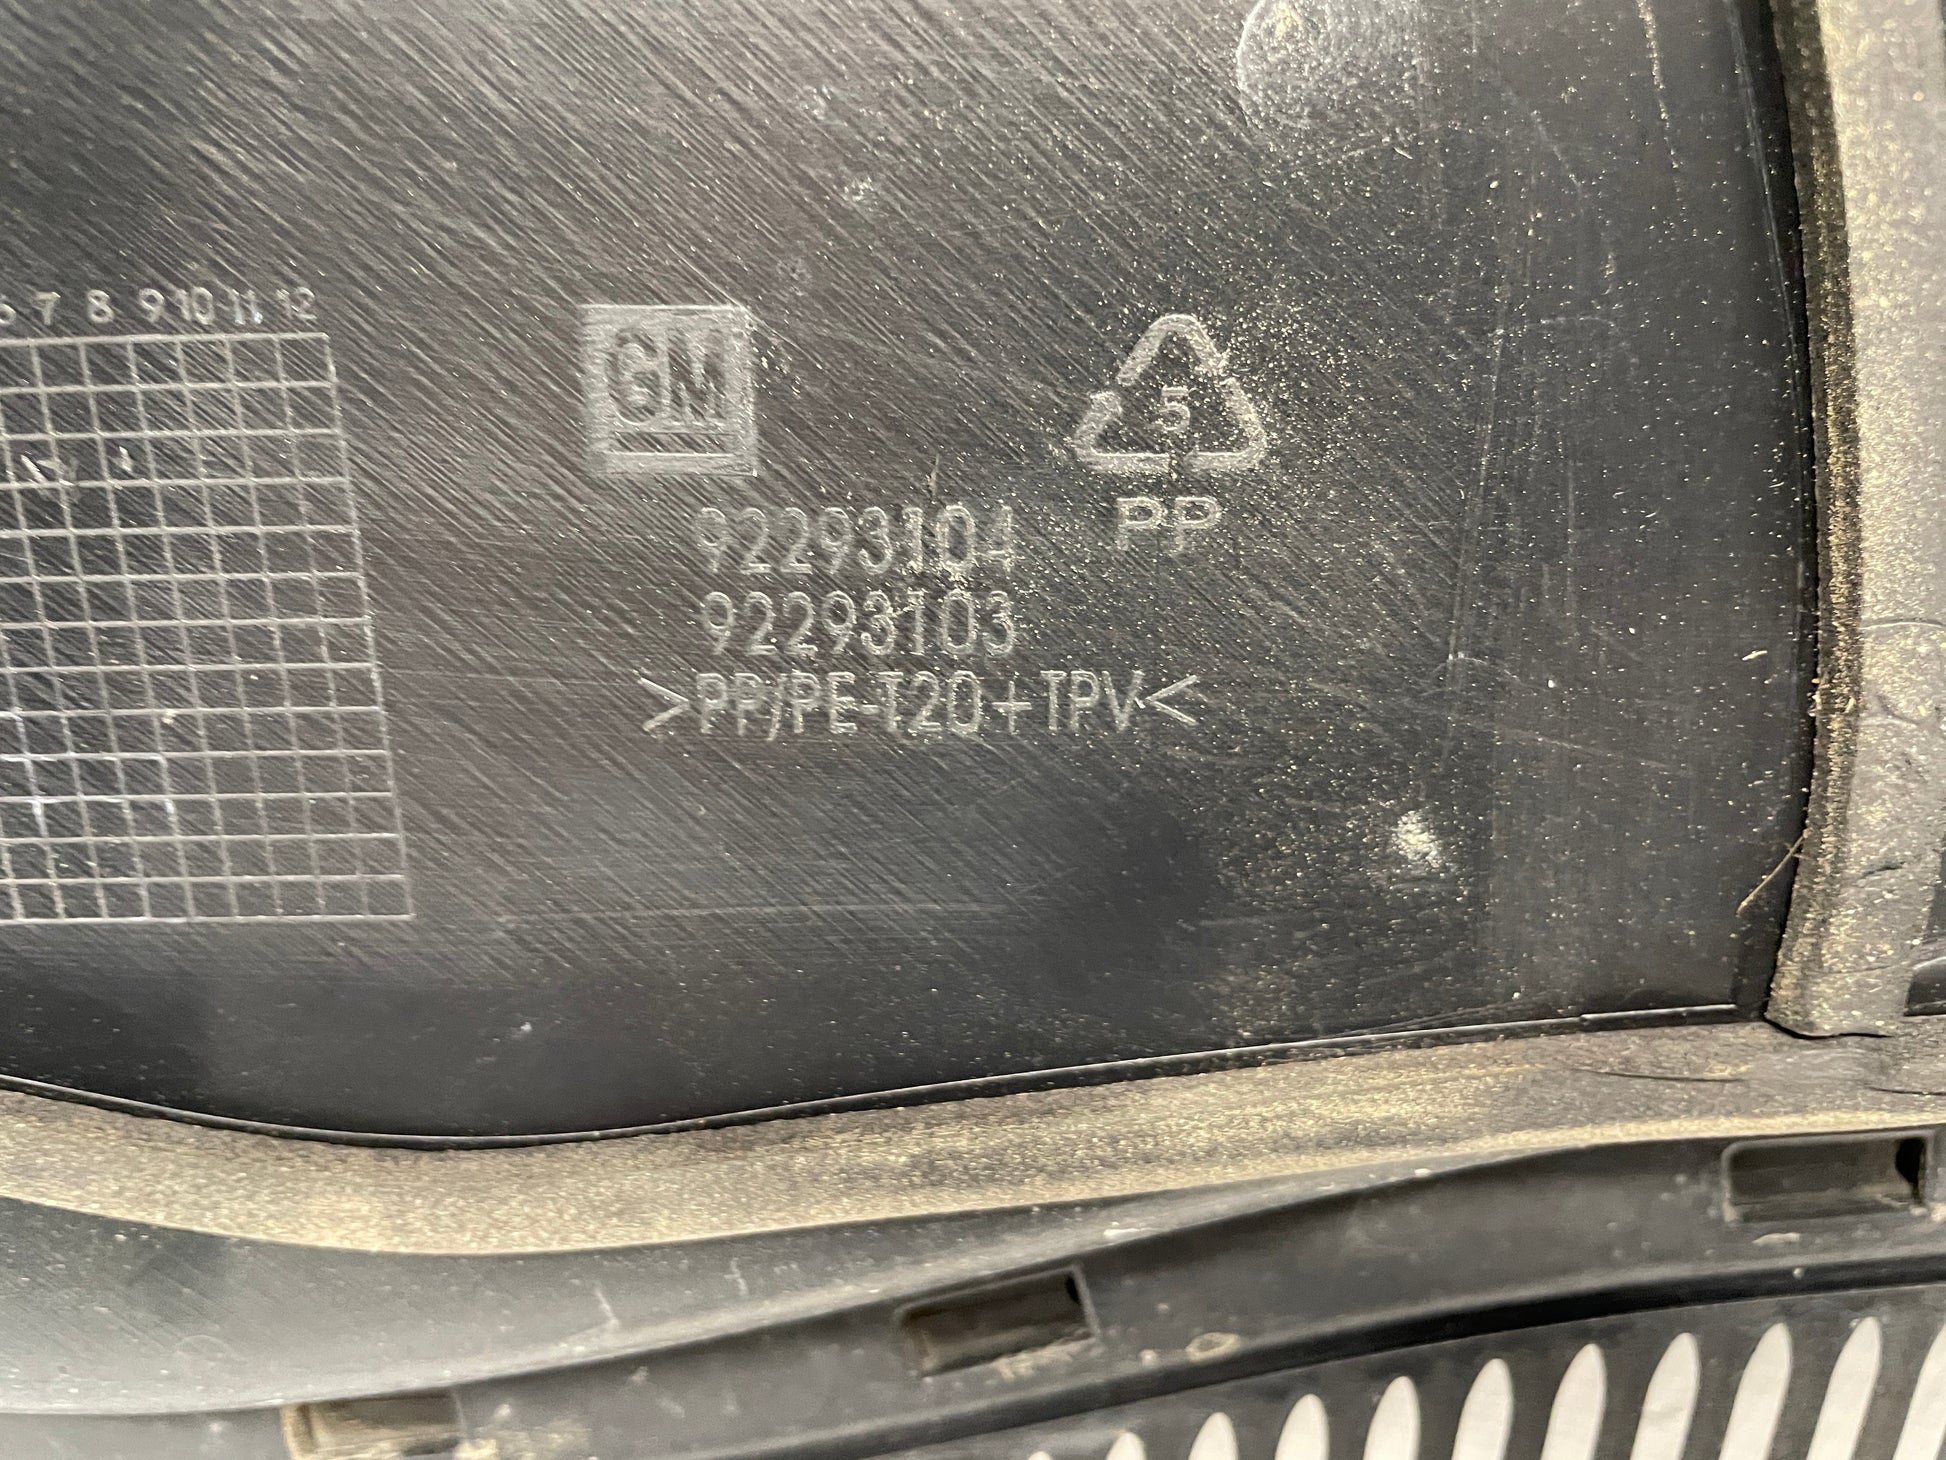 7 8 9 10 11 12
GM
5
PP
92293104
92293103
>PP/PE-T20+TPV<